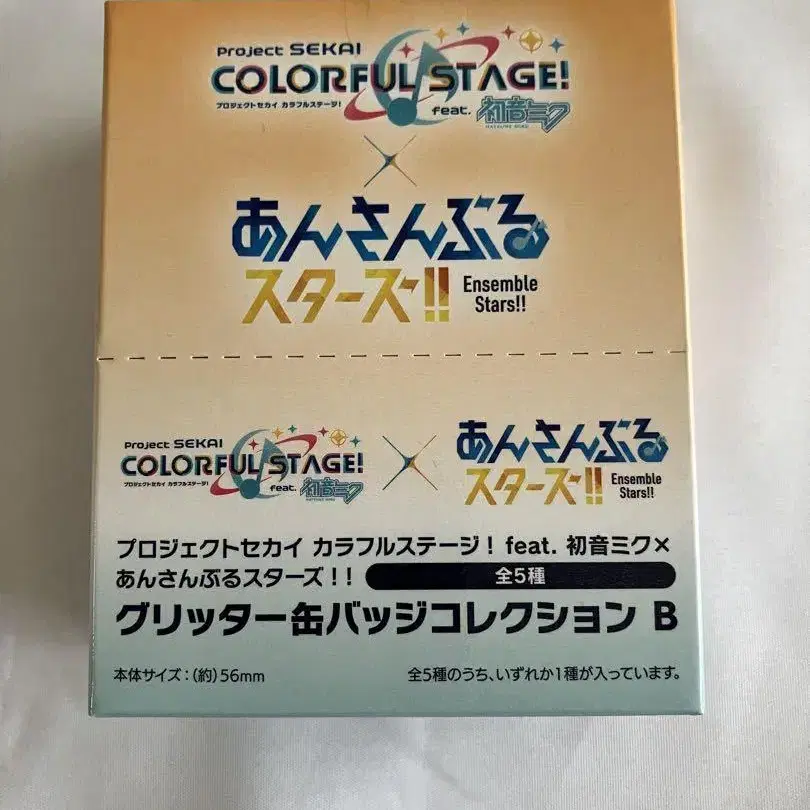 Project SEKAI
COLORFUL STAGE!
プロジェクトセカイ カラフルステージ!
feat. 初音ミク
HATSUNE MIKU
×
あんさんぶる
スターズ!!
Ensemble
Stars!!
Project SEKAI
COLORFUL STAGE!
プロジェクトセカイ カラフルステージ!
feat. 初音ミク
×
あんさんぶる
スターズ!!
Ensemble
Stars!!
プロジェクトセカイ カラフルステージ! feat. 初音ミク×
あんさんぶるスターズ!! 全5種
グリッター缶バッジコレクション B
本体サイズ:(約)56mm
全5種のうち、いずれか1種が入っています。